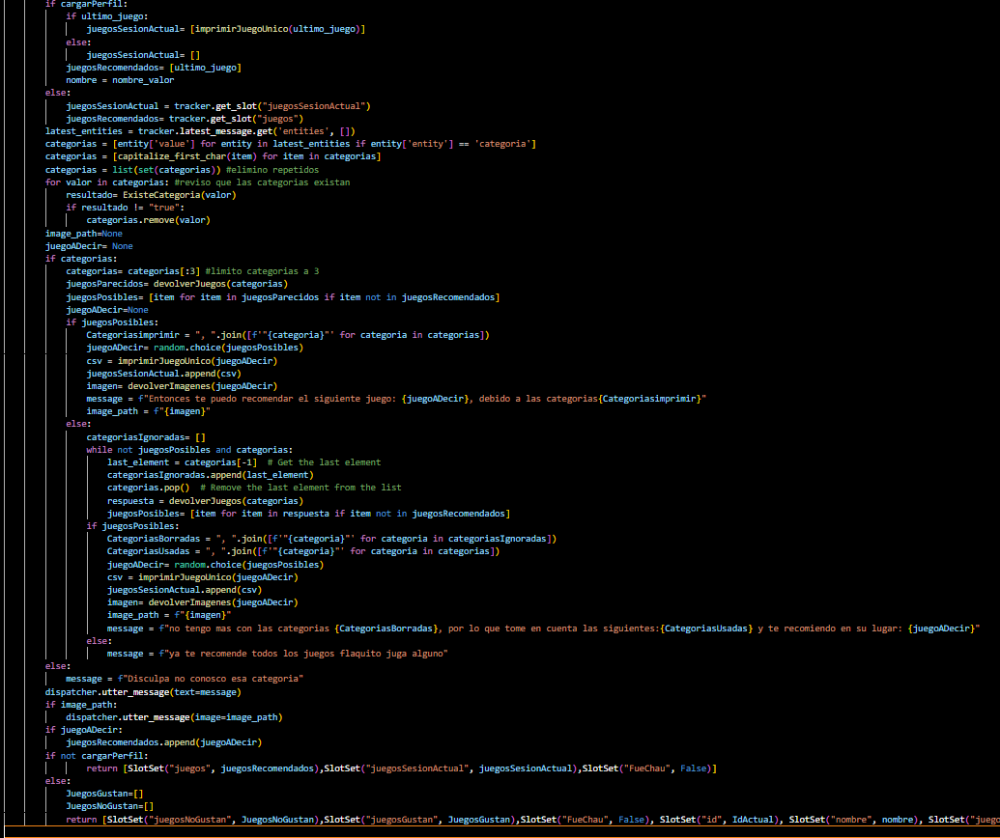 if cargarPerfil:
if ultimo_juego:
juegosSesionActual= [imprimirJuegoUnico(ultimo_juego)]
else:
juegosSesionActual= []
juegosRecomendados= [ultimo_juego]
nombre = nombre_valor
else:
juegosSesionActual = tracker.get_slot("juegosSesionActual")
juegosRecomendados= tracker.get_slot("juegos")
latest_entities = tracker.latest_message.get('entities', [])
categorias = [entity['value'] for entity in latest_entities if entity['entity'] == 'categoria']
categorias = [capitalize_first_char(item) for item in categorias]
categorias = list(set(categorias)) #elimino repetidos
for valor in categorias: #reviso que las categorias existan
resultado= ExisteCategoria(valor)
if resultado != "true":
categorias.remove(valor)
image_path=None
juegoADecir= None
if categorias:
categorias= categorias[:3] #limito categorias a 3
juegosParecidos= devolverJuegos(categorias)
juegosPosibles= [item for item in juegosParecidos if item not in juegosRecomendados]
juegoADecir=None
if juegosPosibles:
Categoriasimprimir = ", ".join([f'"{categoria}"' for categoria in categorias])
juegoADecir= random.choice(juegosPosibles)
csv = imprimirJuegoUnico(juegoADecir)
juegosSesionActual.append(csv)
imagen= devolverImagenes(juegoADecir)
message = f"Entonces te puedo recomendar el siguiente juego: {juegoADecir}, debido a las categorias{Categoriasimprimir}"
image_path = f"{imagen}"
else:
categoriasIgnoradas= []
while not juegosPosibles and categorias:
last_element = categorias[-1]  # Get the last element
categoriasIgnoradas.append(last_element)
categorias.pop()  # Remove the last element from the list
respuesta = devolverJuegos(categorias)
juegosPosibles= [item for item in respuesta if item not in juegosRecomendados]
if juegosPosibles:
CategoriasBorradas = ", ".join([f'"{categoria}"' for categoria in categoriasIgnoradas])
CategoriasUsadas = ", ".join([f'"{categoria}"' for categoria in categorias])
juegoADecir= random.choice(juegosPosibles)
csv = imprimirJuegoUnico(juegoADecir)
juegosSesionActual.append(csv)
imagen= devolverImagenes(juegoADecir)
image_path = f"{imagen}"
message = f"no tengo mas con las categorias {CategoriasBorradas}, por lo que tome en cuenta las siguientes:{CategoriasUsadas} y te recomiendo en su lugar: {juegoADecir}"
else:
message = f"ya te recomende todos los juegos flaquito juga alguno"
else:
message = f"Disculpa no conosco esa categoria"
dispatcher.utter_message(text=message)
if image_path:
dispatcher.utter_message(image=image_path)
if juegoADecir:
juegosRecomendados.append(juegoADecir)
if not cargarPerfil:
return [SlotSet("juegos", juegosRecomendados),SlotSet("juegosSesionActual", juegosSesionActual),SlotSet("FueChau", False)]
else:
JuegosGustan=[]
JuegosNoGustan=[]
return [SlotSet("juegosNoGustan", JuegosNoGustan),SlotSet("juegosGustan", JuegosGustan),SlotSet("FueChau", False), SlotSet("id", IdActual), SlotSet("nombre", nombre), SlotSet("juego